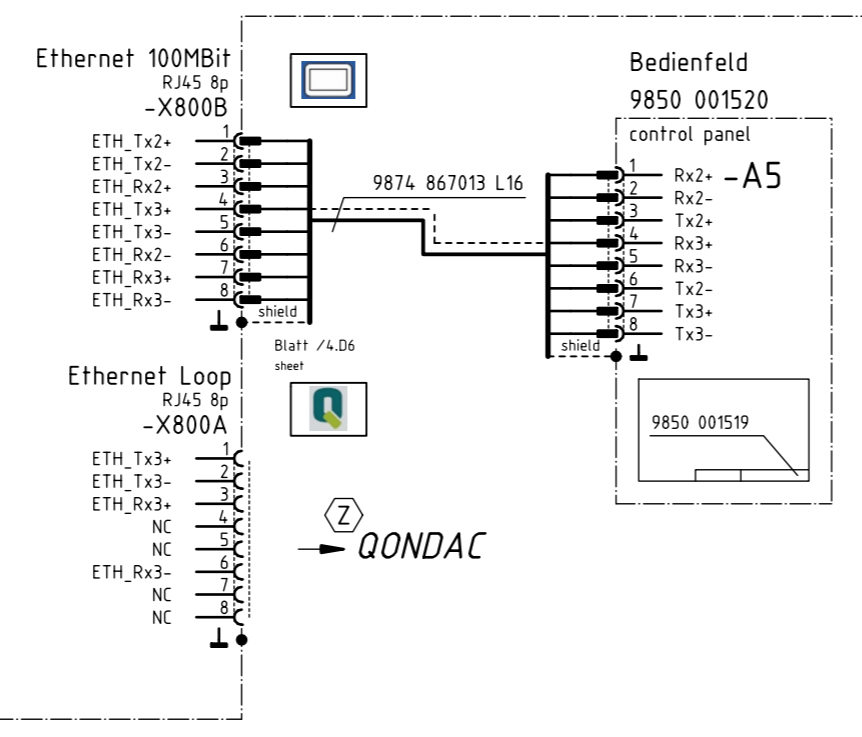 Ethernet 100MBit
RJ45 8p
-X800B
ETH_Tx2+ 1
ETH_Tx2- 2
ETH_Rx2+ 3
ETH_Tx3+ 4
ETH_Tx3- 5
ETH_Rx2- 6
ETH_Rx3+ 7
ETH_Rx3- 8
shield
Blatt /4.D6
sheet
9874 867013 L16
Bedienfeld
9850 001520
control panel
-A5
1 Rx2+
2 Rx2-
3 Tx2+
4 Rx3+
5 Rx3-
6 Tx2-
7 Tx3+
8 Tx3-
shield
9850 001519
Ethernet Loop
RJ45 8p
-X800A
ETH_Tx3+ 1
ETH_Tx3- 2
ETH_Rx3+ 3
NC 4
NC 5
ETH_Rx3- 6
NC 7
NC 8
Q
Z
QONDAC